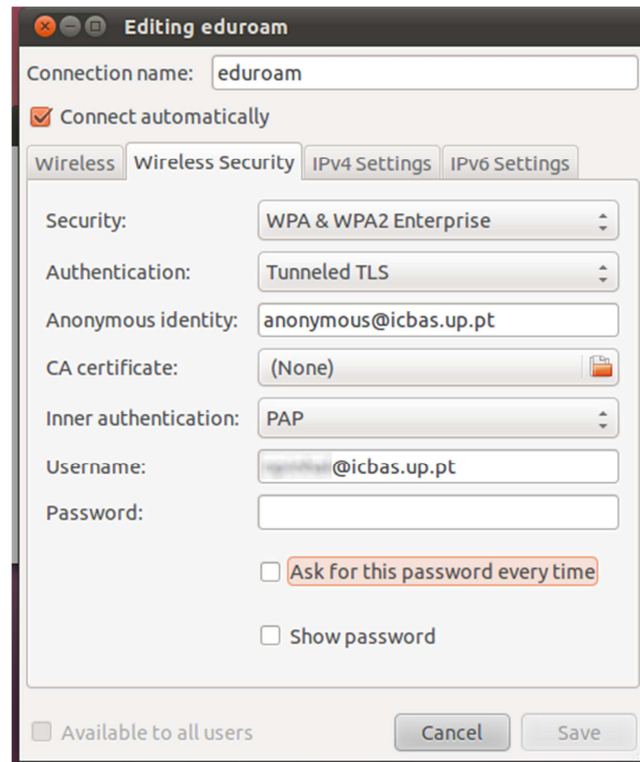 Editing eduroam
Connection name: eduroam
Connect automatically
Wireless Wireless Security IPv4 Settings IPv6 Settings
Security: WPA & WPA2 Enterprise
Authentication: Tunneled TLS
Anonymous identity: anonymous@icbas.up.pt
CA certificate: (None)
Inner authentication: PAP
Username: @icbas.up.pt
Password:
Ask for this password every time
Show password
Available to all users Cancel Save